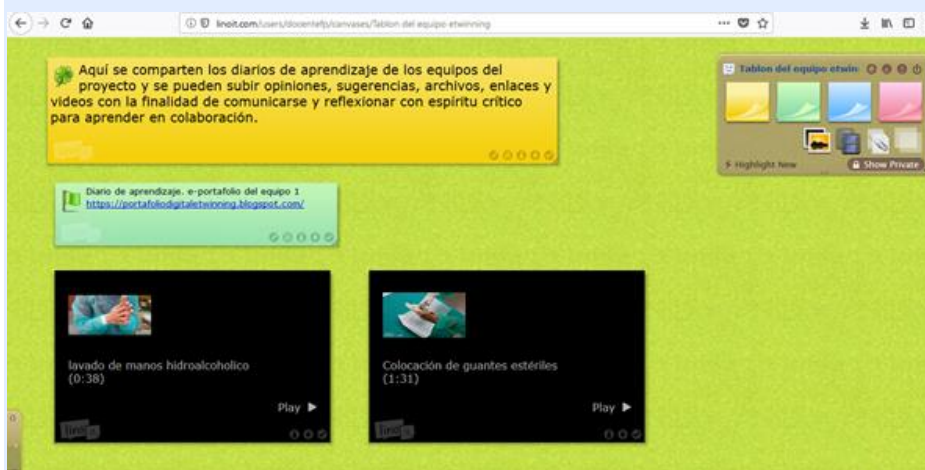 linoit.com/users/docentefp/canvases/Tablon del equipo etwinning
Aquí se comparten los diarios de aprendizaje de los equipos del
proyecto y se pueden subir opiniones, sugerencias, archivos, enlaces y
videos con la finalidad de comunicarse y reflexionar con espíritu crítico
para aprender en colaboración.
Tablon del equipo etwin
Highlight New
Show Private
Diario de aprendizaje. e-portafolio del equipo 1
https://portafoliodigitaletwinning.blogspot.com/
lavado de manos hidroalcoholico
(0:38)
Play
Colocación de guantes estériles
(1:31)
Play